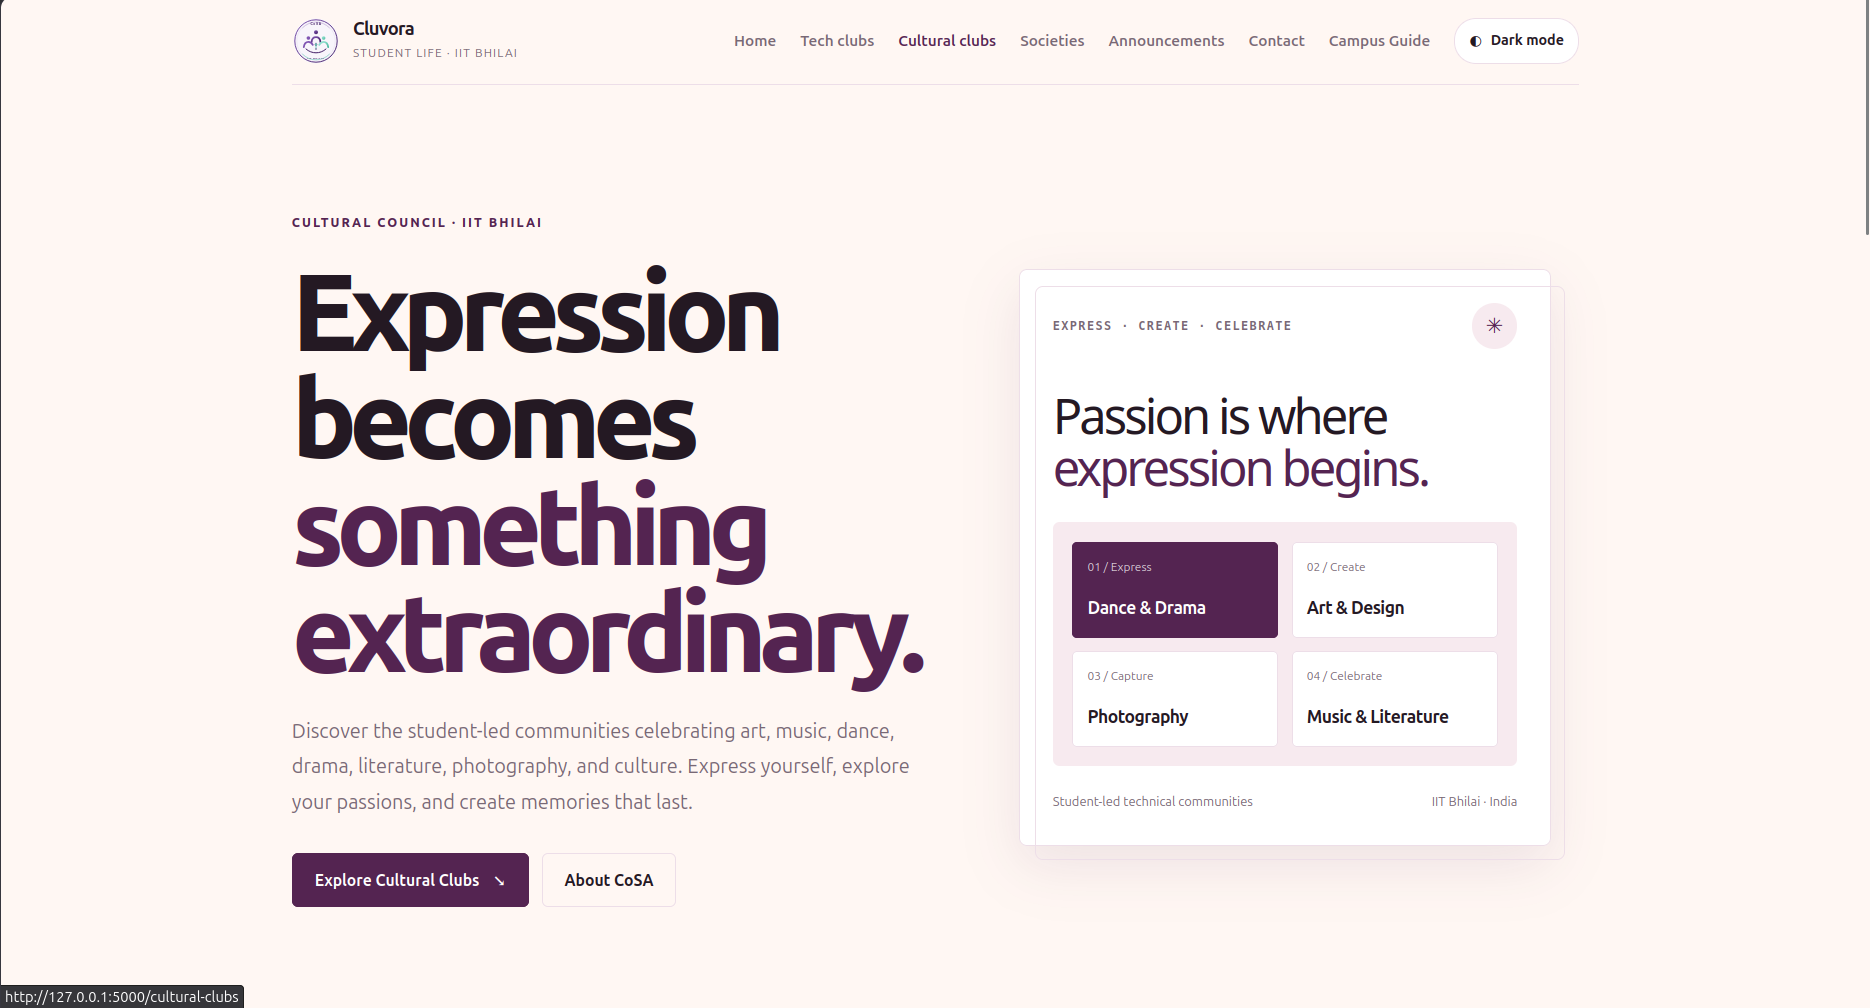 Cluvora
STUDENT LIFE · IIT BHILAI
Home
Tech clubs
Cultural clubs
Societies
Announcements
Contact
Campus Guide
Dark mode
CULTURAL COUNCIL · IIT BHILAI
Expression
becomes
something
extraordinary.
Discover the student-led communities celebrating art, music, dance,
drama, literature, photography, and culture. Express yourself, explore
your passions, and create memories that last.
Explore Cultural Clubs ↘
About CoSA
EXPRESS · CREATE · CELEBRATE
Passion is where
expression begins.
01 / Express
Dance & Drama
02 / Create
Art & Design
03 / Capture
Photography
04 / Celebrate
Music & Literature
Student-led technical communities
IIT Bhilai · India
http://127.0.0.1:5000/cultural-clubs